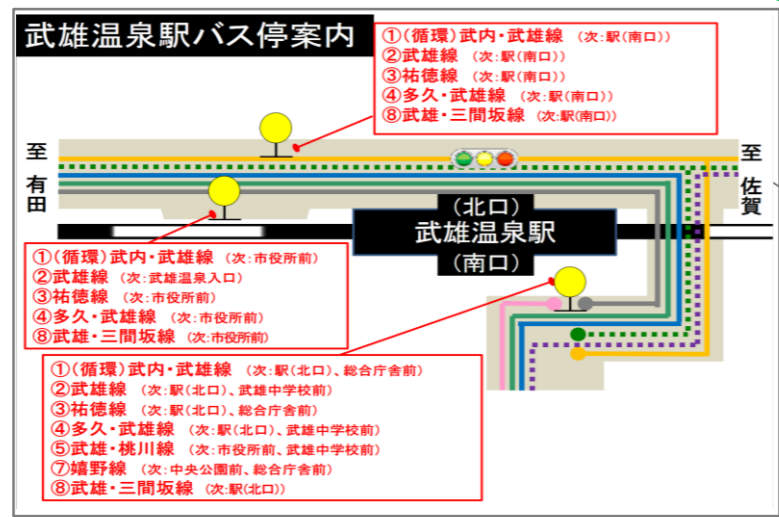 武雄温泉駅バス停案内
①(循環)武内・武雄線 (次:駅(南口))
②武雄線 (次:駅(南口))
③祐徳線 (次:駅(南口))
④多久・武雄線 (次:駅(南口))
⑧武雄・三間坂線 (次:駅(南口))
至
有
田
至
佐
賀
(北口)
武雄温泉駅
(南口)
①(循環)武内・武雄線 (次:市役所前)
②武雄線 (次:武雄温泉入口)
③祐徳線 (次:市役所前)
④多久・武雄線 (次:市役所前)
⑧武雄・三間坂線 (次:市役所前)
①(循環)武内・武雄線 (次:駅(北口)、総合庁舎前)
②武雄線 (次:駅(北口)、武雄中学校前)
③祐徳線 (次:駅(北口)、総合庁舎前)
④多久・武雄線 (次:駅(北口)、武雄中学校前)
⑤武雄・桃川線 (次:市役所前、武雄中学校前)
⑦嬉野線 (次:中央公園前、総合庁舎前)
⑧武雄・三間坂線 (次:駅(北口))